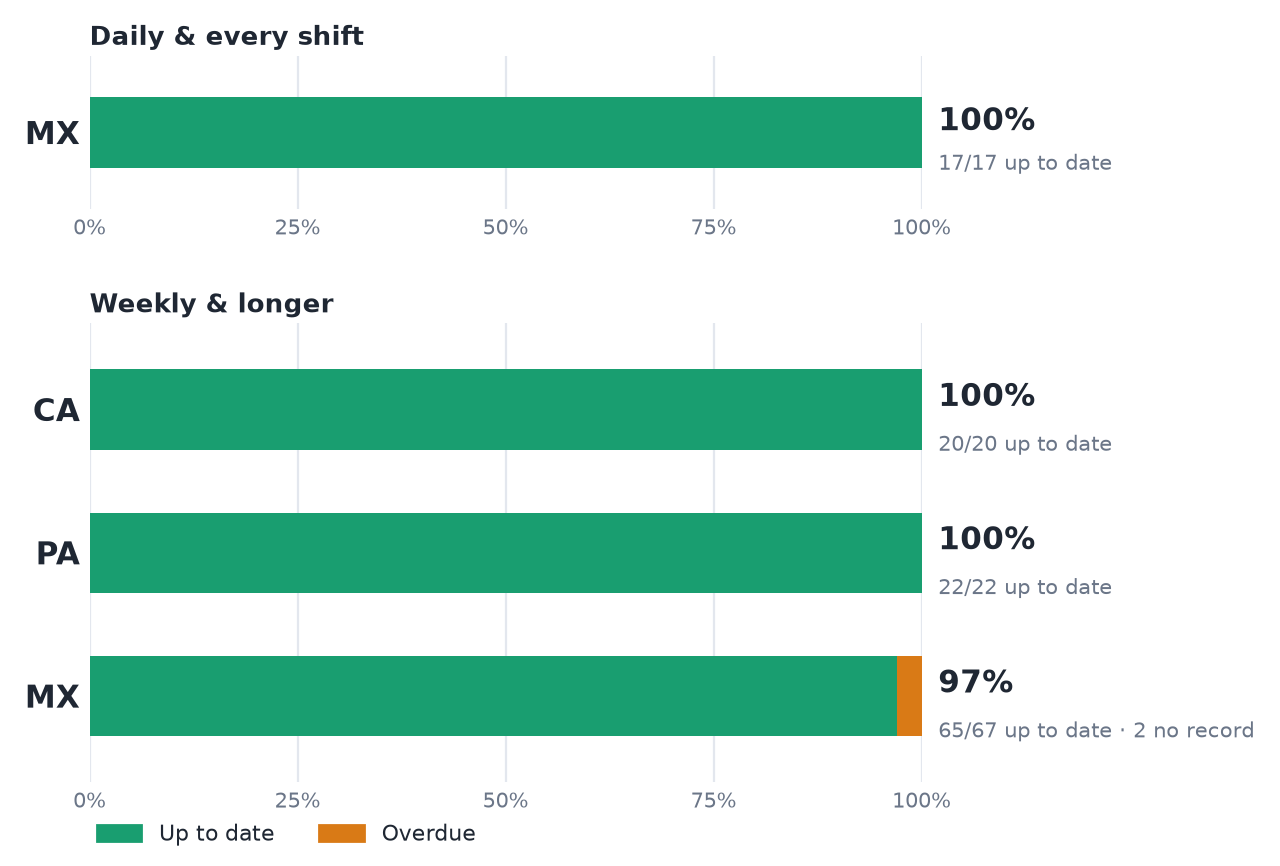 Daily & every shift
MX
100%
17/17 up to date
0% 25% 50% 75% 100%
Weekly & longer
CA
100%
20/20 up to date
PA
100%
22/22 up to date
MX
97%
65/67 up to date · 2 no record
0% 25% 50% 75% 100%
Up to date Overdue